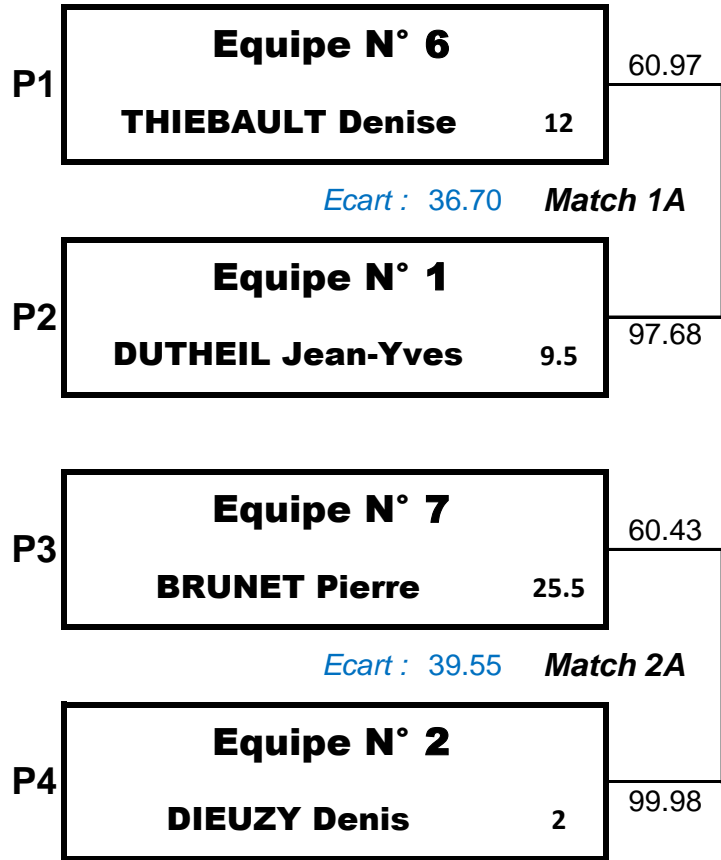 Equipe N° 6
60.97
P1
THIEBAULT Denise 12
Ecart : 36.70 Match 1A
Equipe N° 1
P2
97.68
DUTHEIL Jean-Yves 9.5
Equipe N° 7
60.43
P3
BRUNET Pierre 25.5
Ecart : 39.55 Match 2A
Equipe N° 2
P4
99.98
DIEUZY Denis 2